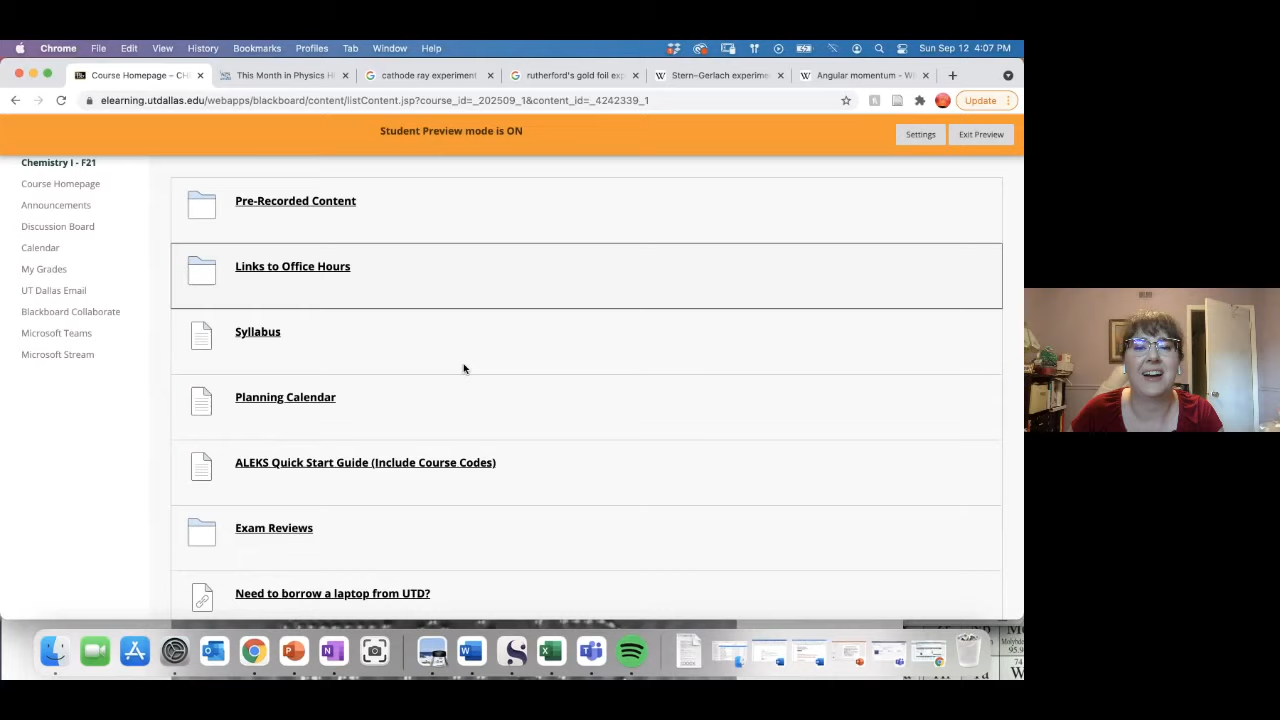 Chrome File Edit View History Bookmarks Profiles Tab Window Help Sun Sep 12 4:07 PM
Course Homepage – CH This Month in Physics Hi cathode ray experiment rutherford's gold foil exp Stern–Gerlach experime Angular momentum - W
elearning.utdallas.edu/webapps/blackboard/content/listContent.jsp?course_id=_202509_1&content_id=_4242339_1 Update
Student Preview mode is ON
Settings Exit Preview
Chemistry I - F21
Course Homepage
Announcements
Discussion Board
Calendar
My Grades
UT Dallas Email
Blackboard Collaborate
Microsoft Teams
Microsoft Stream
Pre-Recorded Content
Links to Office Hours
Syllabus
Planning Calendar
ALEKS Quick Start Guide (Include Course Codes)
Exam Reviews
Need to borrow a laptop from UTD?